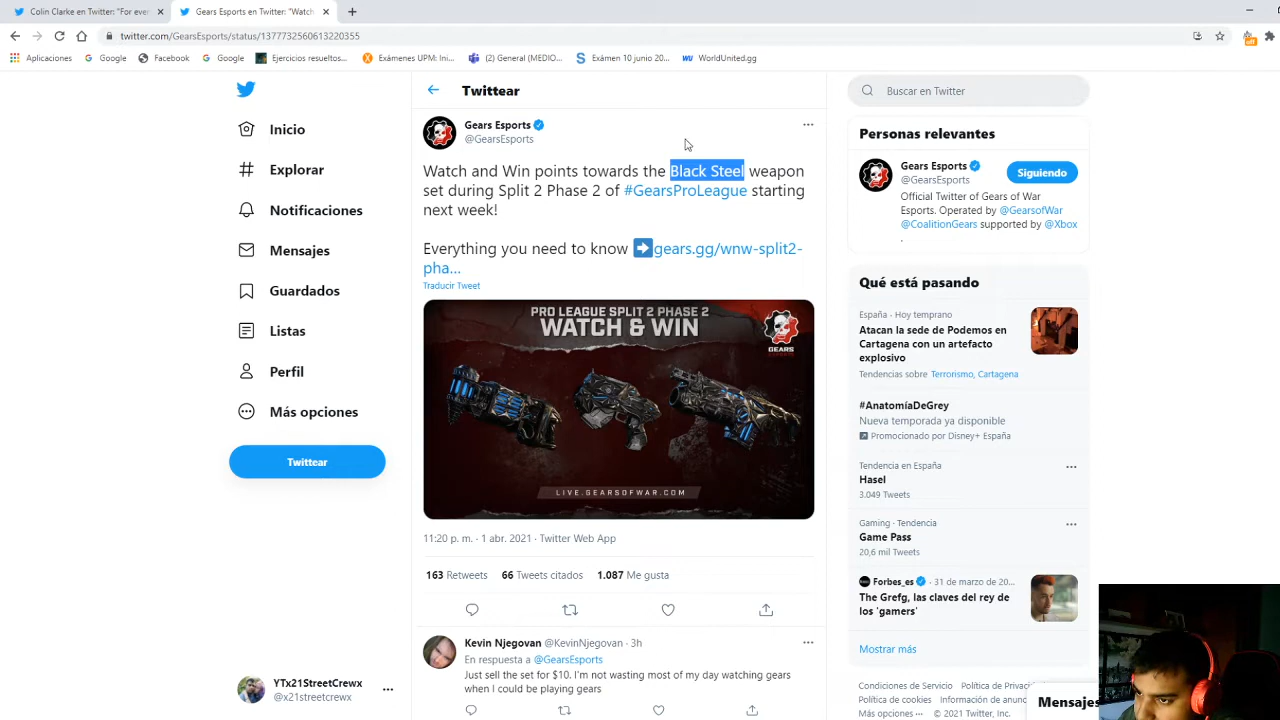 Colin Clarke en Twitter: "For eve
Gears Esports en Twitter: "Watch
twitter.com/GearsEsports/status/1377732560613220355
Aplicaciones
Google
Facebook
Google
Ejercicios resueltos...
Exámenes UPM: Ini...
(2) General (MEDIO...
Exámen 10 junio 20...
WU WorldUnited.gg
Inicio
Explorar
Notificaciones
Mensajes
Guardados
Listas
Perfil
Más opciones
Twittear
YTx21StreetCrewx
@x21streetcrewx
Twittear
Gears Esports
@GearsEsports
Watch and Win points towards the Black Steel weapon
set during Split 2 Phase 2 of #GearsProLeague starting
next week!
Everything you need to know ➡gears.gg/wnw-split2-
pha...
Traducir Tweet
PRO LEAGUE SPLIT 2 PHASE 2
WATCH & WIN
GEARS
ESPORTS
LIVE.GEARSOFWAR.COM
11:20 p. m. · 1 abr. 2021 · Twitter Web App
163 Retweets 66 Tweets citados 1.087 Me gusta
Kevin Njegovan @KevinNjegovan · 3h
En respuesta a @GearsEsports
Just sell the set for $10. I'm not wasting most of my day watching gears
when I could be playing gears
Buscar en Twitter
Personas relevantes
Gears Esports
@GearsEsports
Siguiendo
Official Twitter of Gears of War
Esports. Operated by @GearsofWar
@CoalitionGears supported by @Xbox
.
Qué está pasando
España · Hoy temprano
Atacan la sede de Podemos en
Cartagena con un artefacto
explosivo
Tendencias sobre Terrorismo, Cartagena
#AnatomíaDeGrey
Nueva temporada ya disponible
Promocionado por Disney+ España
Tendencia en España
Hasel
3.049 Tweets
Gaming · Tendencia
Game Pass
20,6 mil Tweets
Forbes_es · 31 de marzo de 20...
The Grefg, las claves del rey de
los 'gamers'
Mostrar más
Condiciones de Servicio
Política de cookies
Más opciones ··· © 2021 Twitter, Inc.
Mensajes